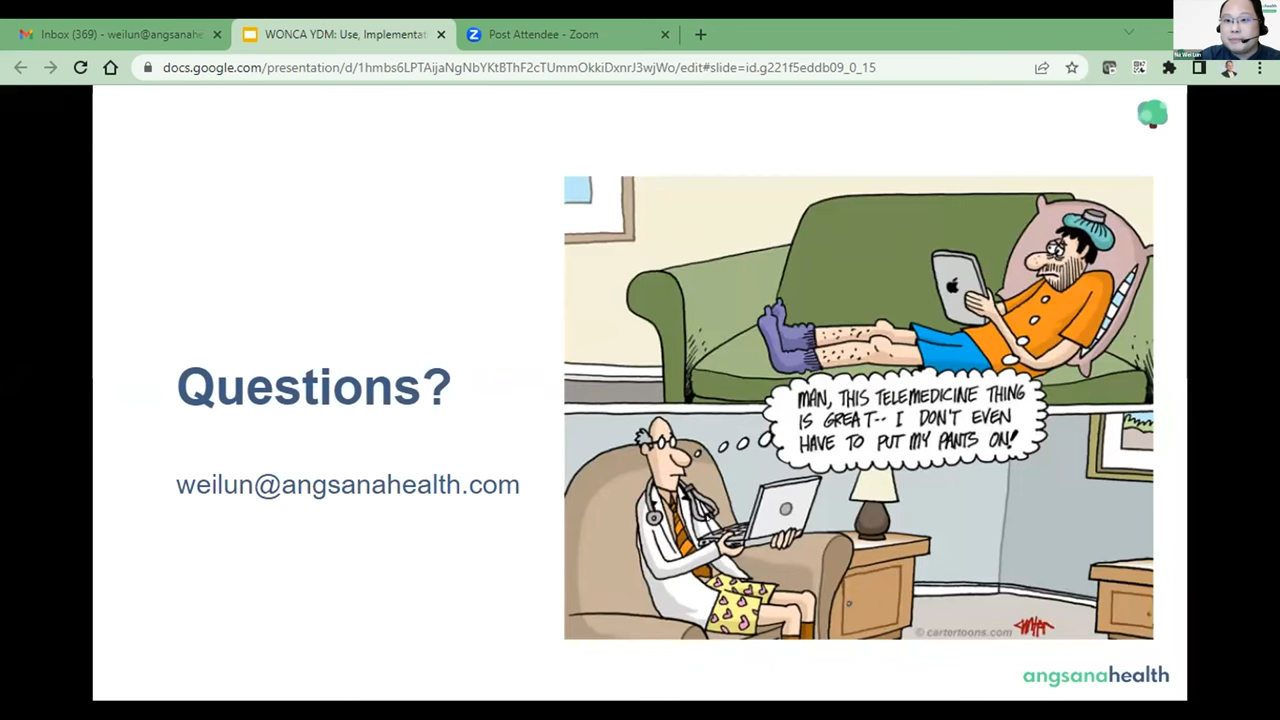 Inbox (369) - weilun@angsanahe
WONCA YDM: Use, Implementat
Post Attendee - Zoom
docs.google.com/presentation/d/1hmbs6LPTAijaNgNbYKtBThF2cTUmmOkkiDxnrJ3wjWo/edit#slide=id.g221f5eddb09_0_15
Questions?
weilun@angsanahealth.com
MAN, THIS TELEMEDICINE THING
IS GREAT-- I DON'T EVEN
HAVE TO PUT MY PANTS ON!
© cartertoons.com
angsanahealth